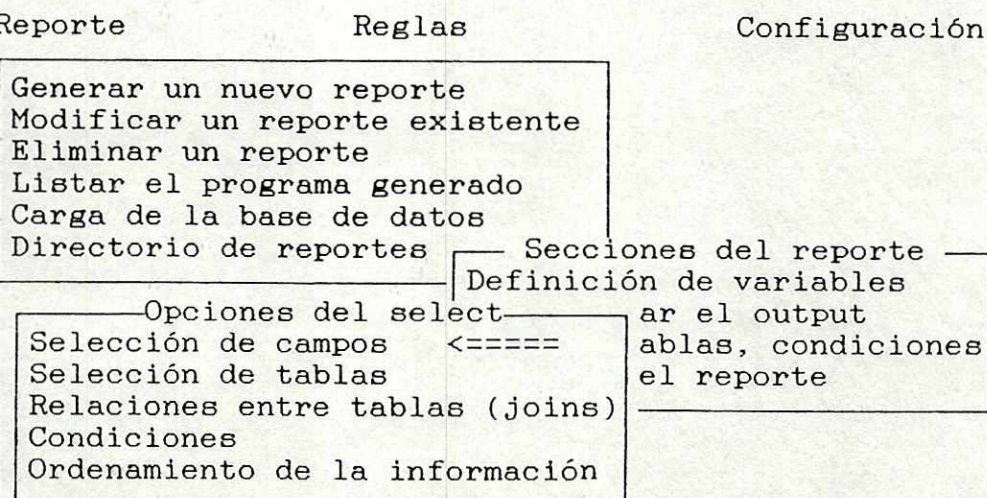 Reporte Reglas Configuración
Generar un nuevo reporte
Modificar un reporte existente
Eliminar un reporte
Listar el programa generado
Carga de la base de datos
Directorio de reportes
Secciones del reporte
Definición de variables
ar el output
ablas, condiciones
el reporte
Opciones del select
Selección de campos <=====
Selección de tablas
Relaciones entre tablas (joins)
Condiciones
Ordenamiento de la información